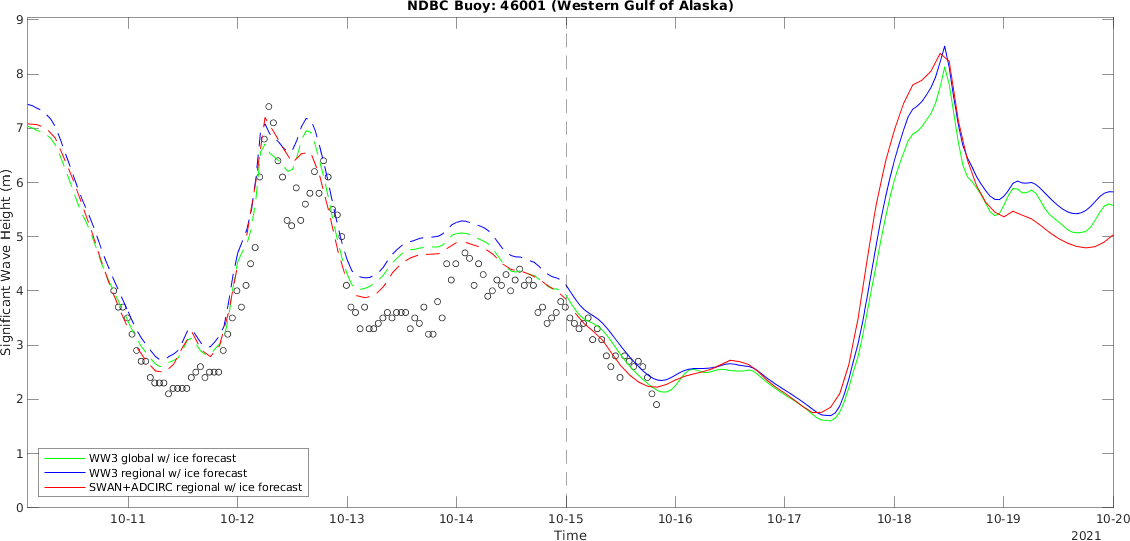 NDBC Buoy: 46001 (Western Gulf of Alaska)
Significant Wave Height (m)
9
8
7
6
5
4
3
2
1
0
WW3 global w/ ice forecast
WW3 regional w/ ice forecast
SWAN+ADCIRC regional w/ ice forecast
10-11 10-12 10-13 10-14 10-15 10-16 10-17 10-18 10-19 10-20
Time
2021